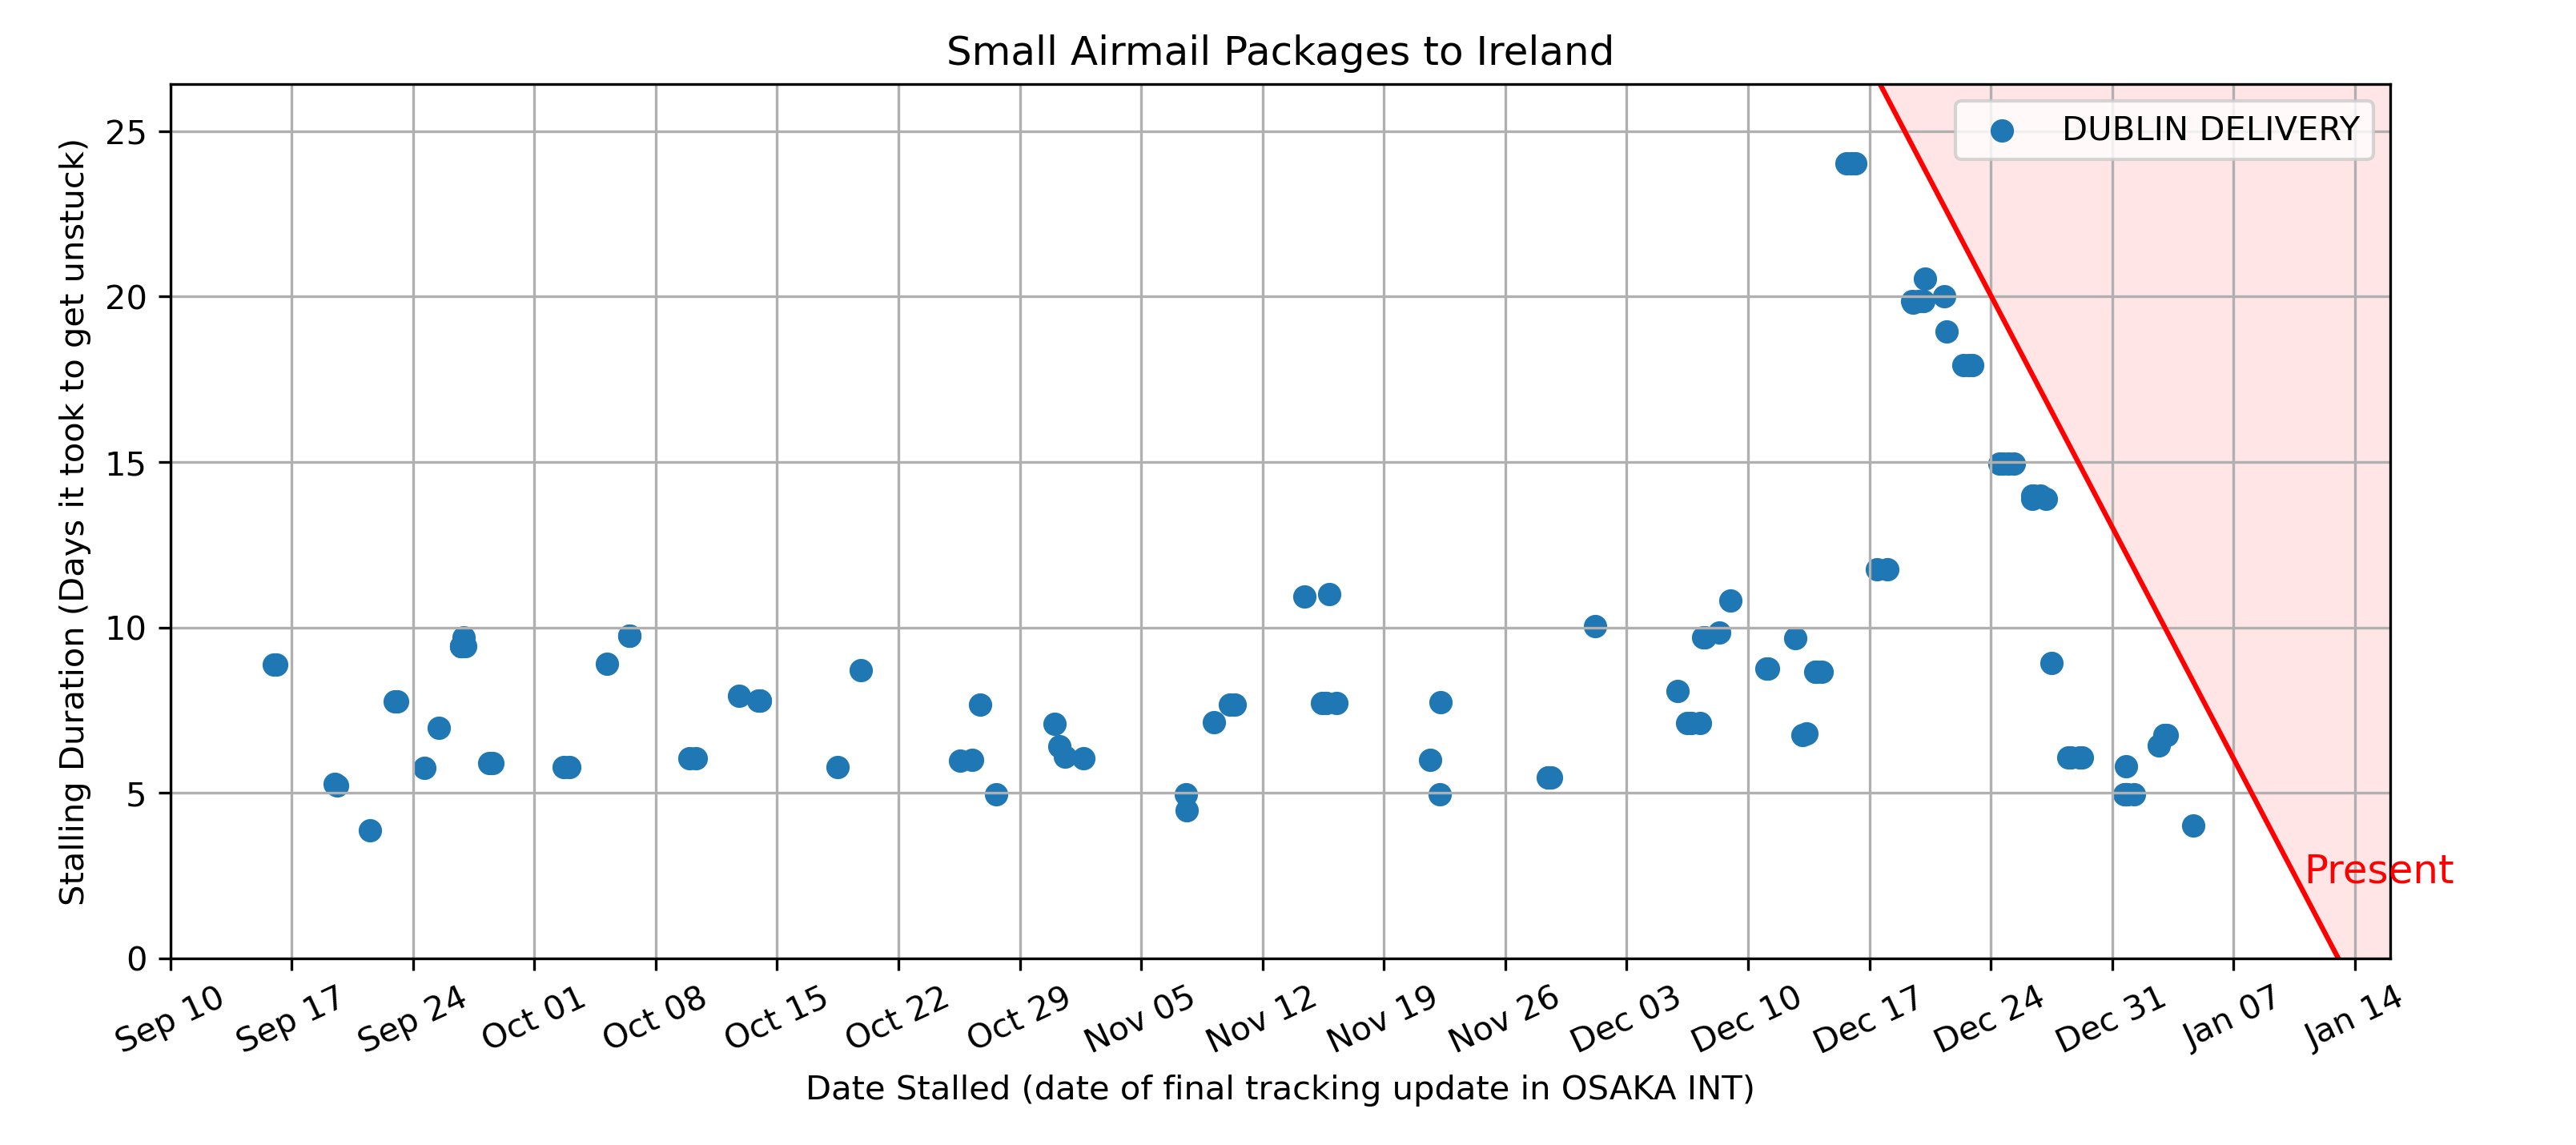 Small Airmail Packages to Ireland
DUBLIN DELIVERY
Stalling Duration (Days it took to get unstuck)
25
20
15
10
5
0
Present
Sep 10
Sep 17
Sep 24
Oct 01
Oct 08
Oct 15
Oct 22
Oct 29
Nov 05
Nov 12
Nov 19
Nov 26
Dec 03
Dec 10
Dec 17
Dec 24
Dec 31
Jan 07
Jan 14
Date Stalled (date of final tracking update in OSAKA INT)